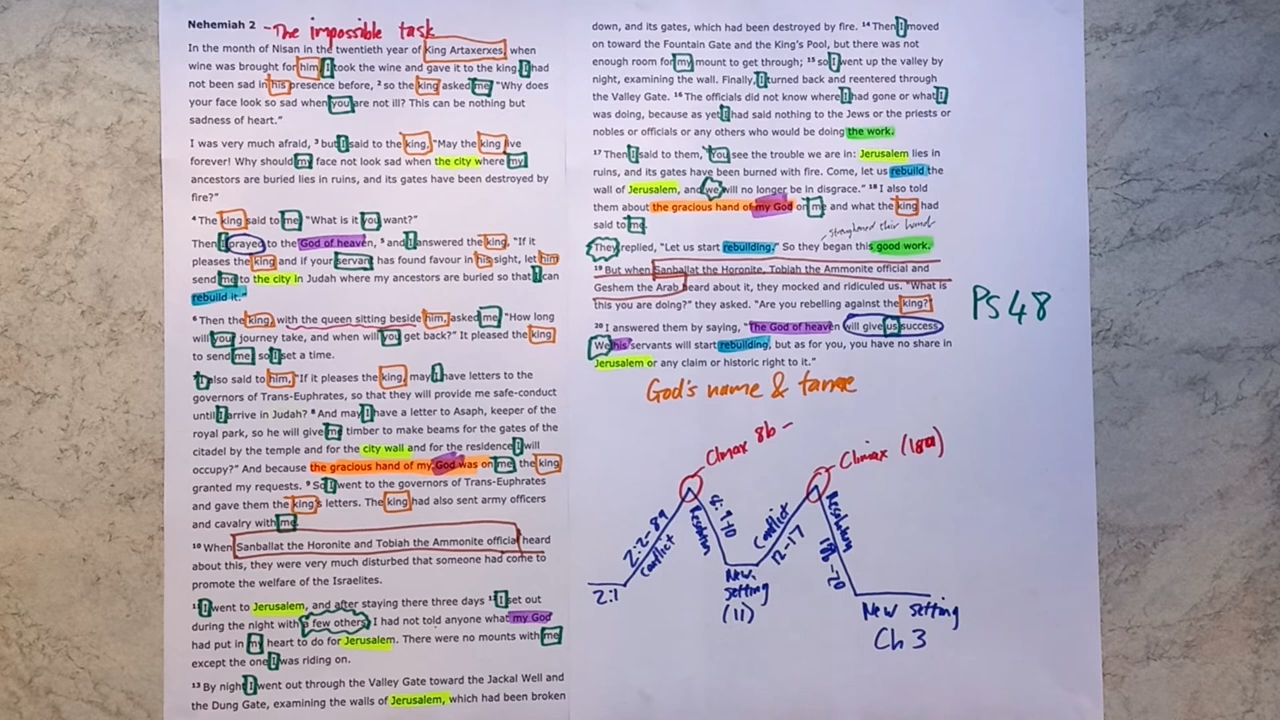 Nehemiah 2 - The impossible task
In the month of Nisan in the twentieth year of King Artaxerxes, when
wine was brought for him, I took the wine and gave it to the king. I had
not been sad in his presence before, 2 so the king asked me, "Why does
your face look so sad when you are not ill? This can be nothing but
sadness of heart."
I was very much afraid, 3 but I said to the king, "May the king live
forever! Why should my face not look sad when the city where my
ancestors are buried lies in ruins, and its gates have been destroyed by
fire?"
4 The king said to me, "What is it you want?"
Then I prayed to the God of heaven, 5 and I answered the king, "If it
pleases the king and if your servant has found favour in his sight, let him
send me to the city in Judah where my ancestors are buried so that I can
rebuild it."
6 Then the king, with the queen sitting beside him, asked me, "How long
will your journey take, and when will you get back?" It pleased the king
to send me; so I set a time.
7 I also said to him, "If it pleases the king, may I have letters to the
governors of Trans-Euphrates, so that they will provide me safe-conduct
until I arrive in Judah? 8 And may I have a letter to Asaph, keeper of the
royal park, so he will give me timber to make beams for the gates of the
citadel by the temple and for the city wall and for the residence I will
occupy?" And because the gracious hand of my God was on me, the king
granted my requests. 9 So I went to the governors of Trans-Euphrates
and gave them the king's letters. The king had also sent army officers
and cavalry with me.
10 When Sanballat the Horonite and Tobiah the Ammonite official heard
about this, they were very much disturbed that someone had come to
promote the welfare of the Israelites.
11 I went to Jerusalem, and after staying there three days 12 I set out
during the night with a few others. I had not told anyone what my God
had put in my heart to do for Jerusalem. There were no mounts with me
except the one I was riding on.
13 By night I went out through the Valley Gate toward the Jackal Well and
the Dung Gate, examining the walls of Jerusalem, which had been broken
down, and its gates, which had been destroyed by fire. 14 Then I moved
on toward the Fountain Gate and the King's Pool, but there was not
enough room for my mount to get through; 15 so I went up the valley by
night, examining the wall. Finally, I turned back and reentered through
the Valley Gate. 16 The officials did not know where I had gone or what I
was doing, because as yet I had said nothing to the Jews or the priests or
nobles or officials or any others who would be doing the work.
17 Then I said to them, "You see the trouble we are in: Jerusalem lies in
ruins, and its gates have been burned with fire. Come, let us rebuild the
wall of Jerusalem, and we will no longer be in disgrace." 18 I also told
them about the gracious hand of my God on me and what the king had
said to me.
They replied, "Let us start rebuilding." So they began this good work.
19 But when Sanballat the Horonite, Tobiah the Ammonite official and
Geshem the Arab heard about it, they mocked and ridiculed us. "What is
this you are doing?" they asked. "Are you rebelling against the king?"
20 I answered them by saying, "The God of heaven will give us success.
We his servants will start rebuilding, but as for you, you have no share in
Jerusalem or any claim or historic right to it."
Ps 48
God's name & fame
Climax 8b -
Climax (18a)
2:1
2:2-8a
Conflict
Resolution
8:9-10
New
setting
(11)
Conflict
12-17
Resolution
18b-20
New setting
Ch 3